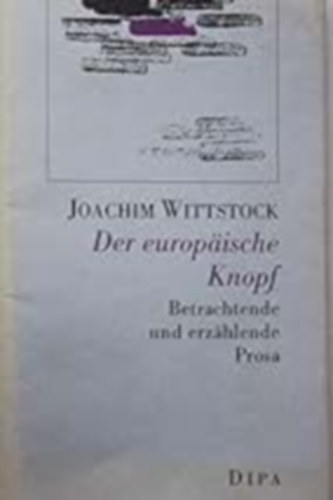 JOACHIM WITTSTOCK
Der europäische
Knopf
Betrachtende
und erzählende
Prosa
DIPA